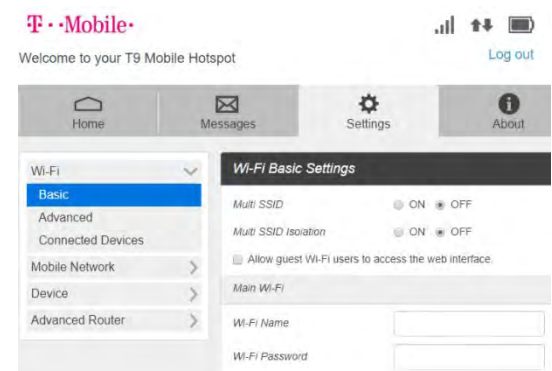 T··Mobile·
Welcome to your T9 Mobile Hotspot
Log out
Home
Messages
Settings
i
About
Wi-Fi
Basic
Advanced
Connected Devices
Mobile Network
Device
Advanced Router
Wi-Fi Basic Settings
Multi SSID ON OFF
Multi SSID Isolation ON OFF
Allow guest Wi-Fi users to access the web interface.
Main Wi-Fi
Wi-Fi Name
Wi-Fi Password